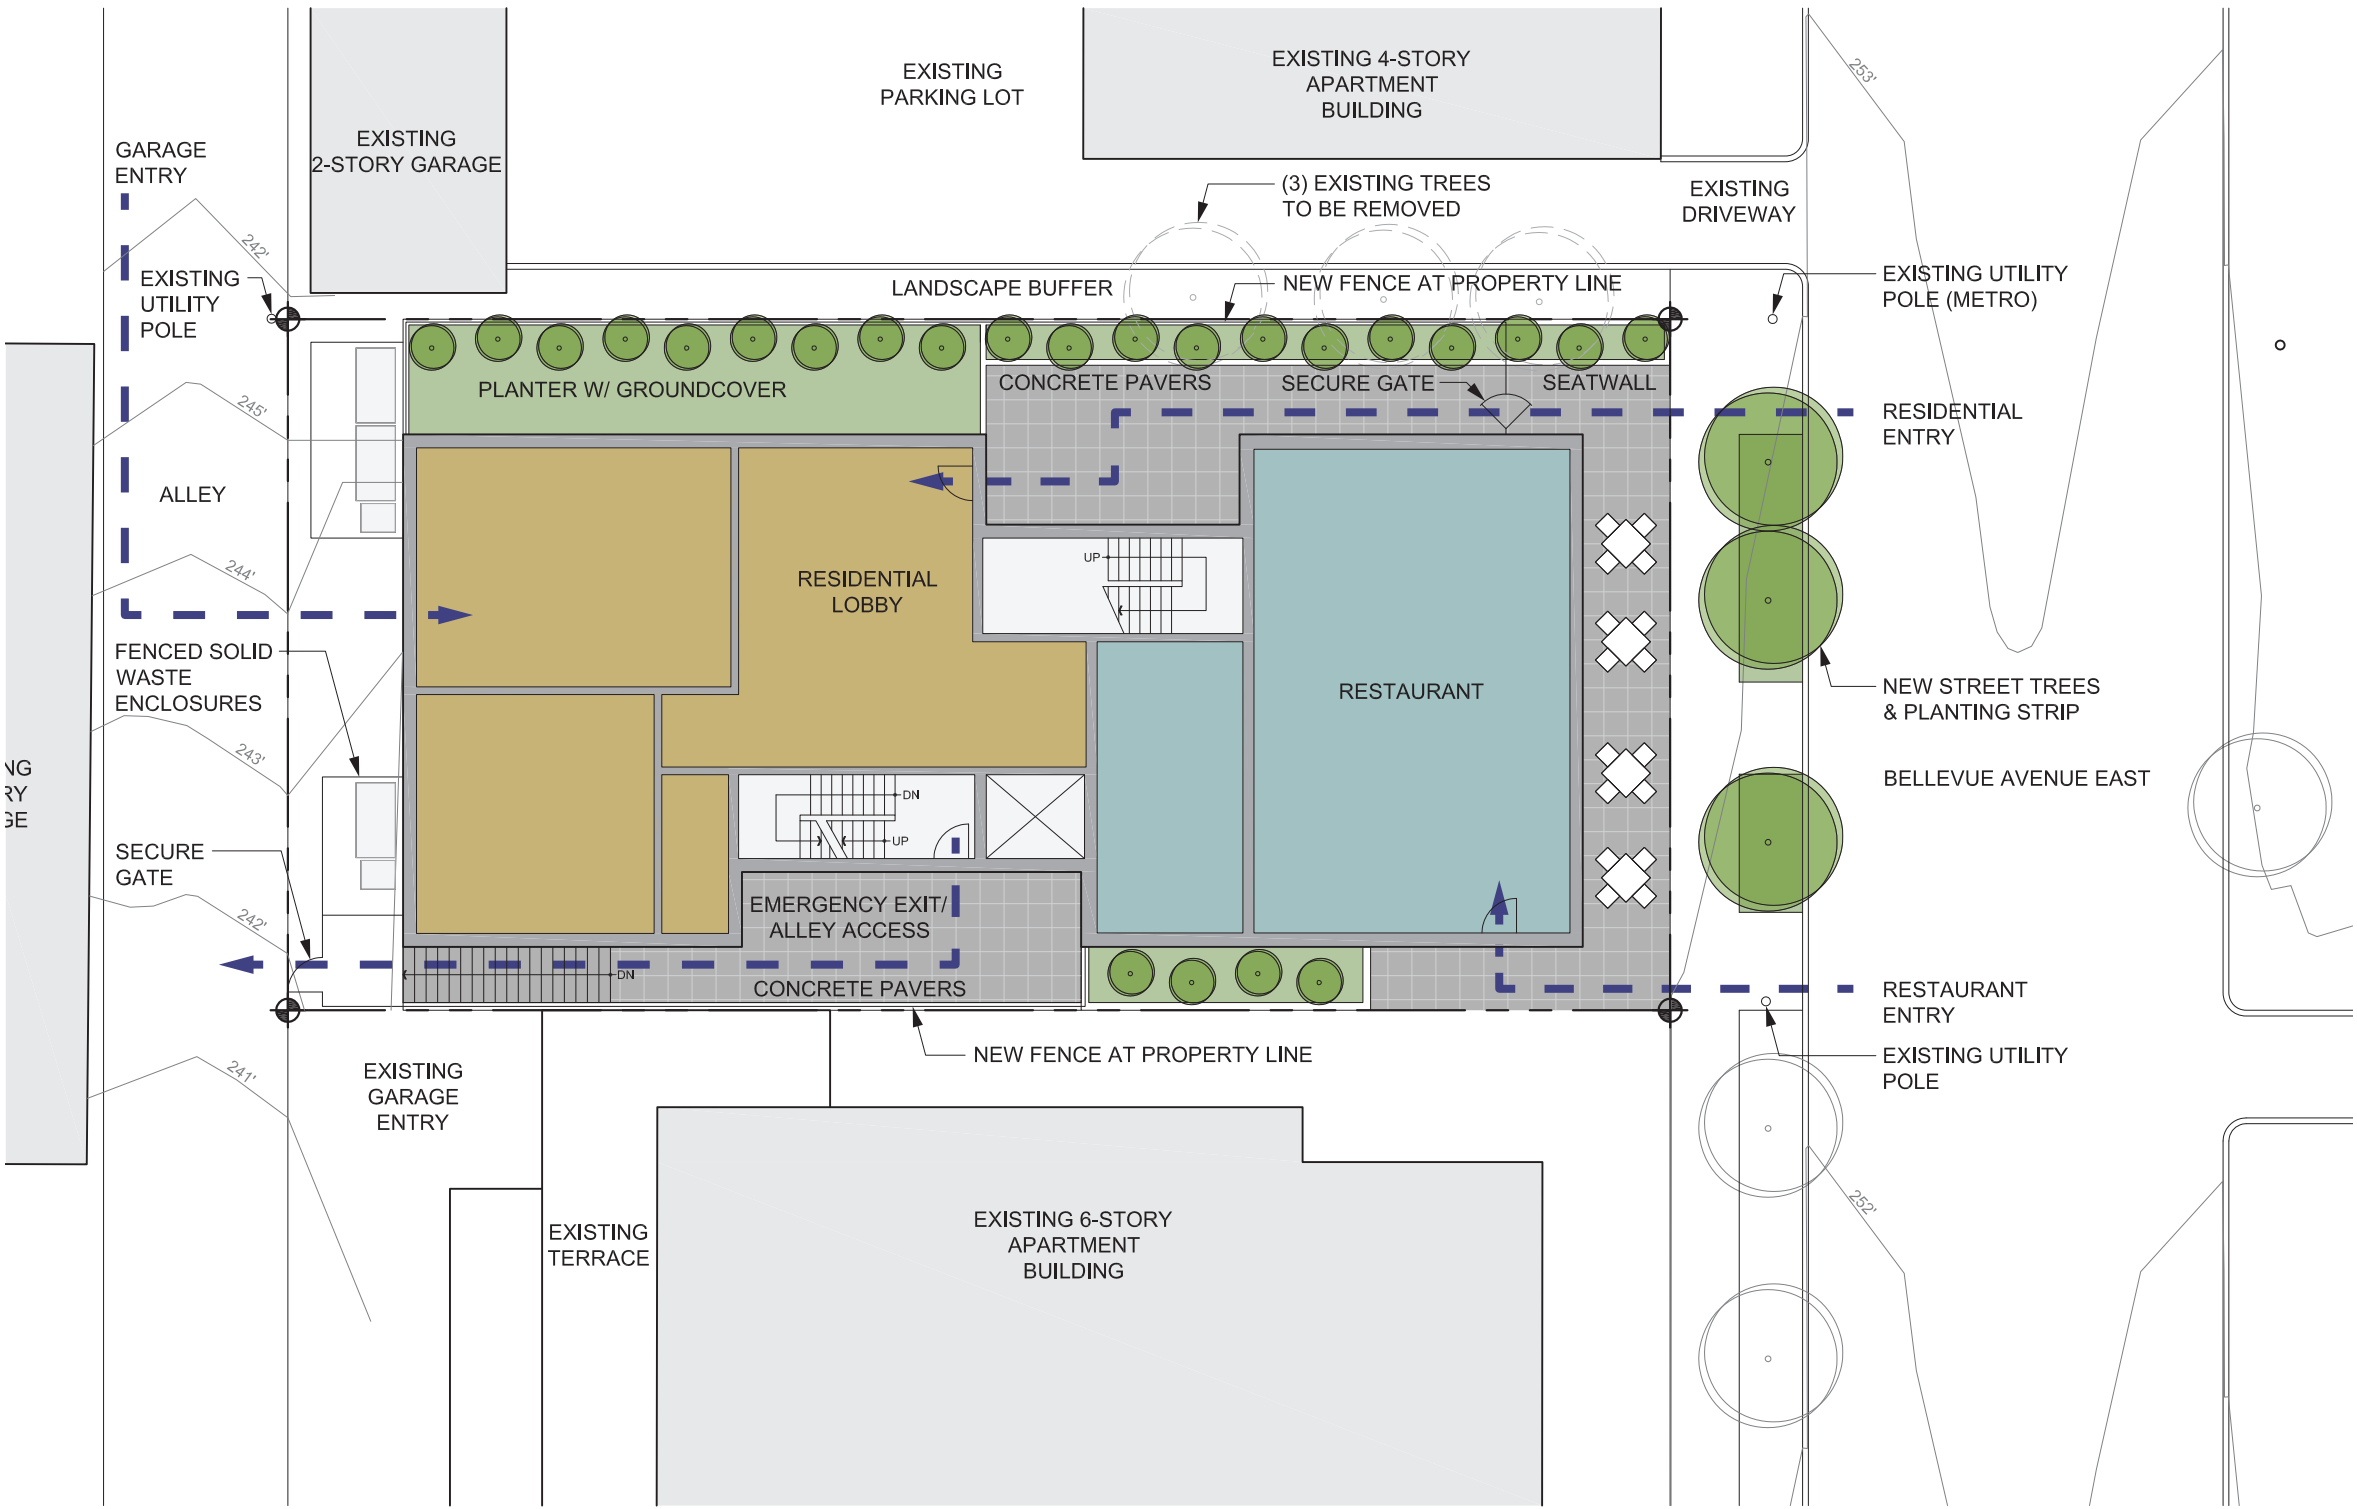 EXISTING
PARKING LOT
EXISTING 4-STORY
APARTMENT
BUILDING
253'
EXISTING
2-STORY GARAGE
GARAGE
ENTRY
(3) EXISTING TREES
TO BE REMOVED
EXISTING
DRIVEWAY
242'
EXISTING
UTILITY
POLE
LANDSCAPE BUFFER
NEW FENCE AT PROPERTY LINE
EXISTING UTILITY
POLE (METRO)
PLANTER W/ GROUNDCOVER
CONCRETE PAVERS
SECURE GATE
SEATWALL
245'
RESIDENTIAL
ENTRY
ALLEY
244'
UP
RESIDENTIAL
LOBBY
FENCED SOLID
WASTE
ENCLOSURES
RESTAURANT
NEW STREET TREES
& PLANTING STRIP
243'
NG
RY
GE
BELLEVUE AVENUE EAST
DN
UP
SECURE
GATE
242'
EMERGENCY EXIT/
ALLEY ACCESS
DN
CONCRETE PAVERS
RESTAURANT
ENTRY
NEW FENCE AT PROPERTY LINE
EXISTING UTILITY
POLE
241'
EXISTING
GARAGE
ENTRY
252'
EXISTING
TERRACE
EXISTING 6-STORY
APARTMENT
BUILDING